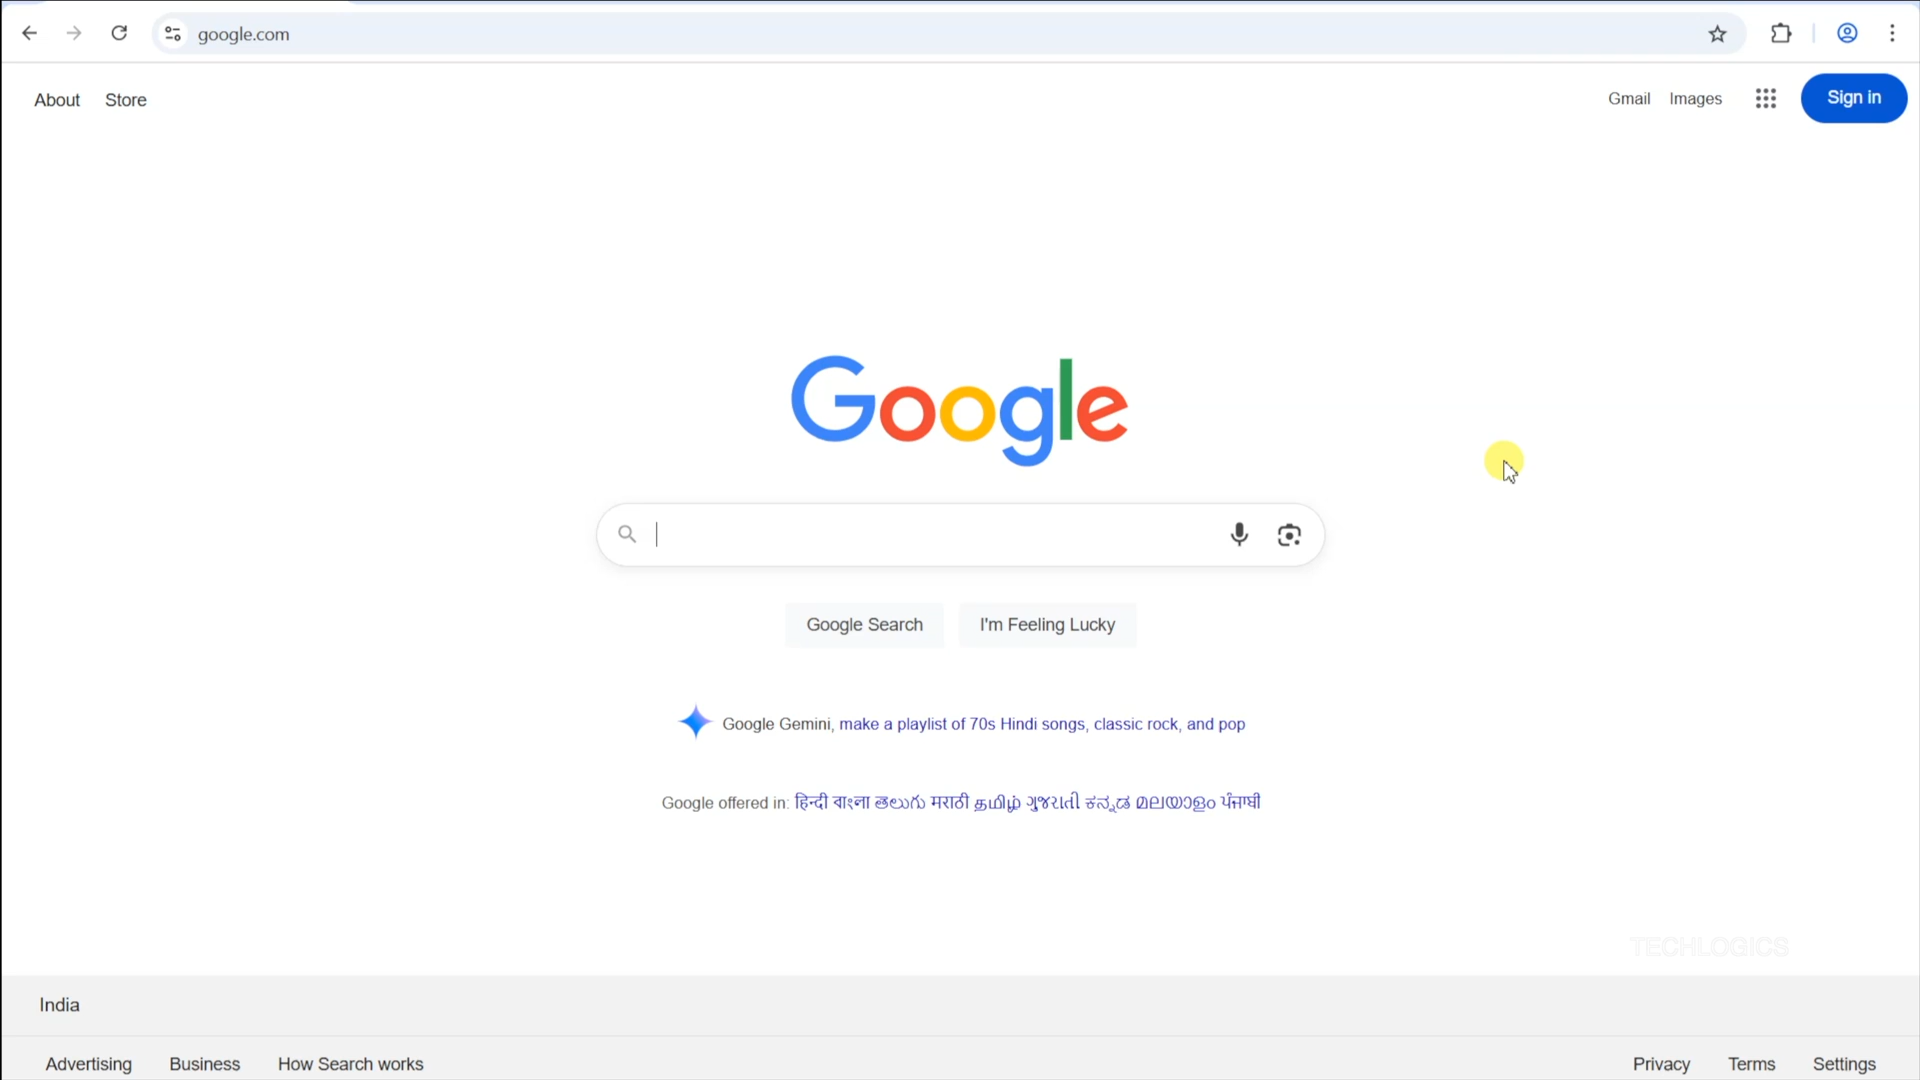 google.com
About Store Gmail Images Sign in
Google
Google Search I'm Feeling Lucky
Google Gemini, make a playlist of 70s Hindi songs, classic rock, and pop
Google offered in: हिन्दी বাংলা తెలుగు मराठी தமிழ் ગુજરાતી ಕನ್ನಡ മലയാളം ਪੰਜਾਬੀ
TECHLOGICS
India
Advertising Business How Search works Privacy Terms Settings